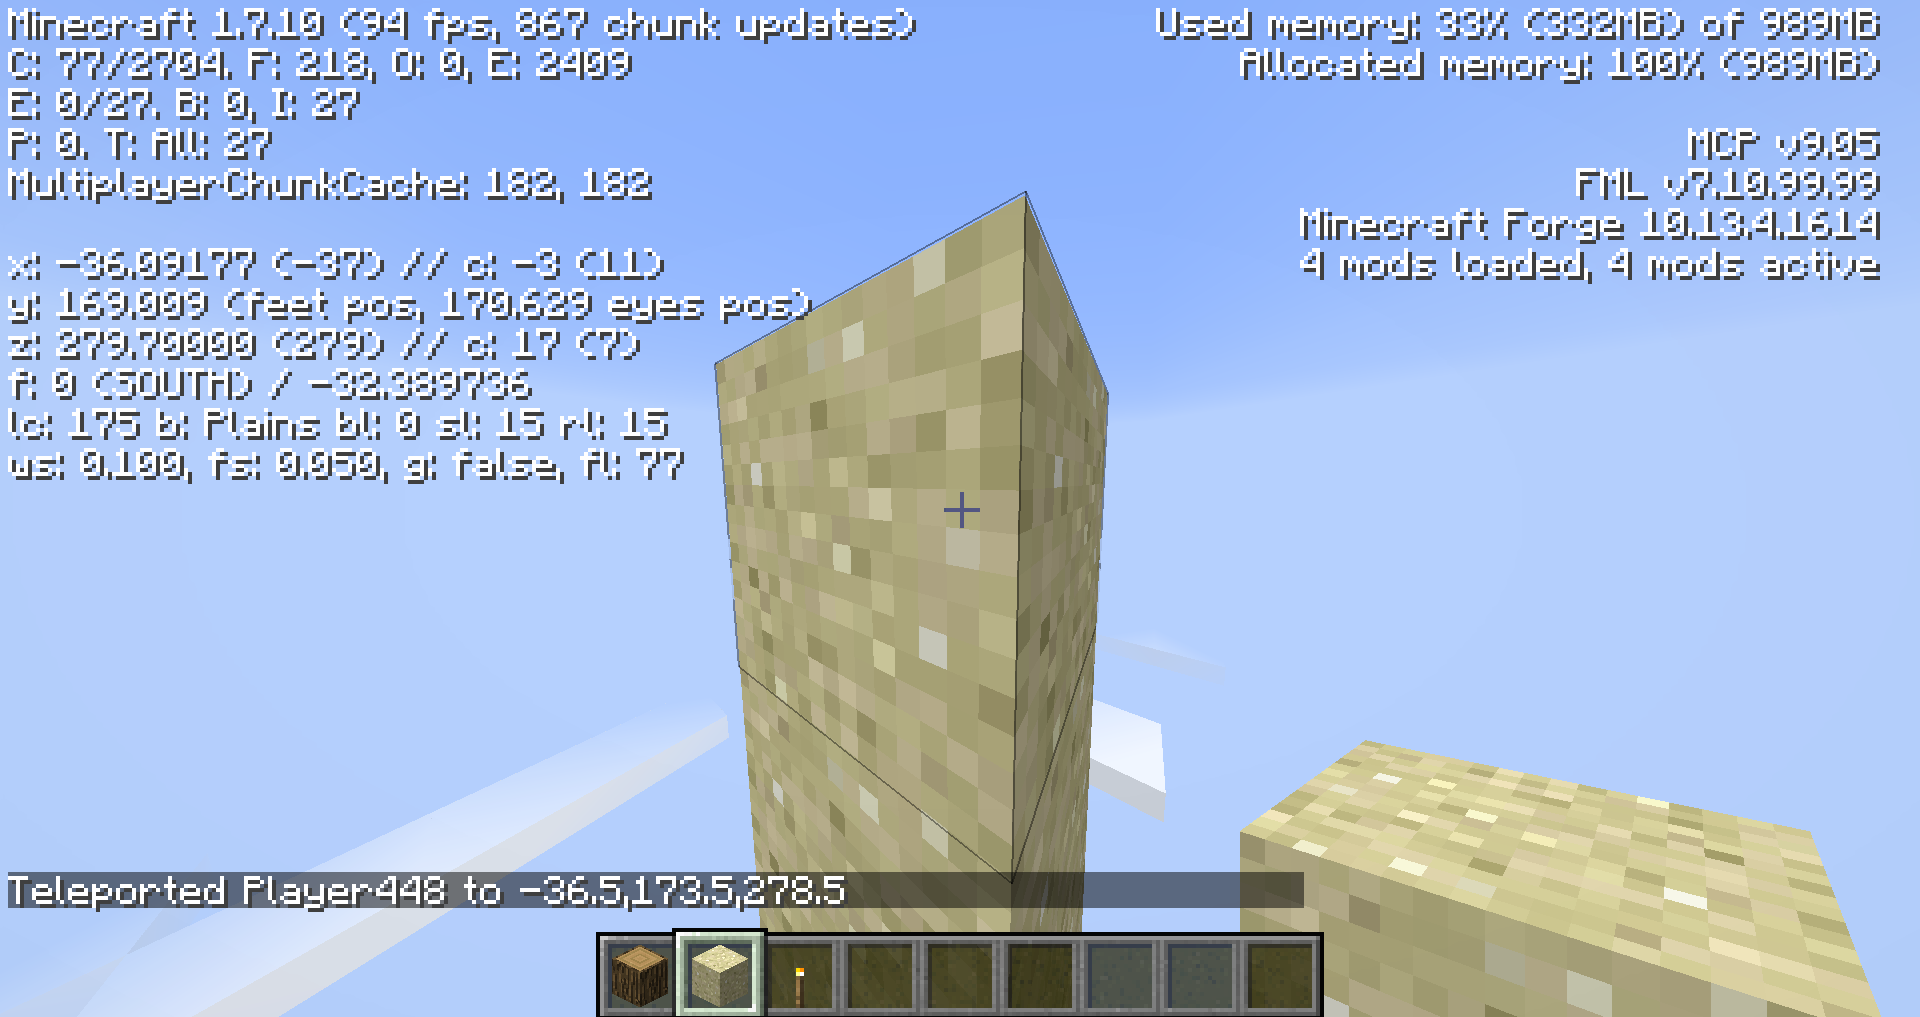 Minecraft 1.7.10 (94 fps, 867 chunk updates)
C: 77/2704. F: 218, O: 0, E: 2409
E: 0/27. B: 0, I: 27
P: 0. T: All: 27
MultiplayerChunkCache: 182, 182
x: -36.09177 (-37) // c: -3 (11)
y: 169.009 (feet pos, 170.629 eyes pos)
z: 279.70000 (279) // c: 17 (7)
f: 0 (SOUTH) / -32.389736
lc: 175 b: Plains bl: 0 sl: 15 rl: 15
ws: 0.100, fs: 0.050, g: false, fl: 77
Used memory: 33% (332MB) of 989MB
Allocated memory: 100% (989MB)
MCP v9.05
FML v7.10.99.99
Minecraft Forge 10.13.4.1614
4 mods loaded, 4 mods active
Teleported Player448 to -36.5,173.5,278.5